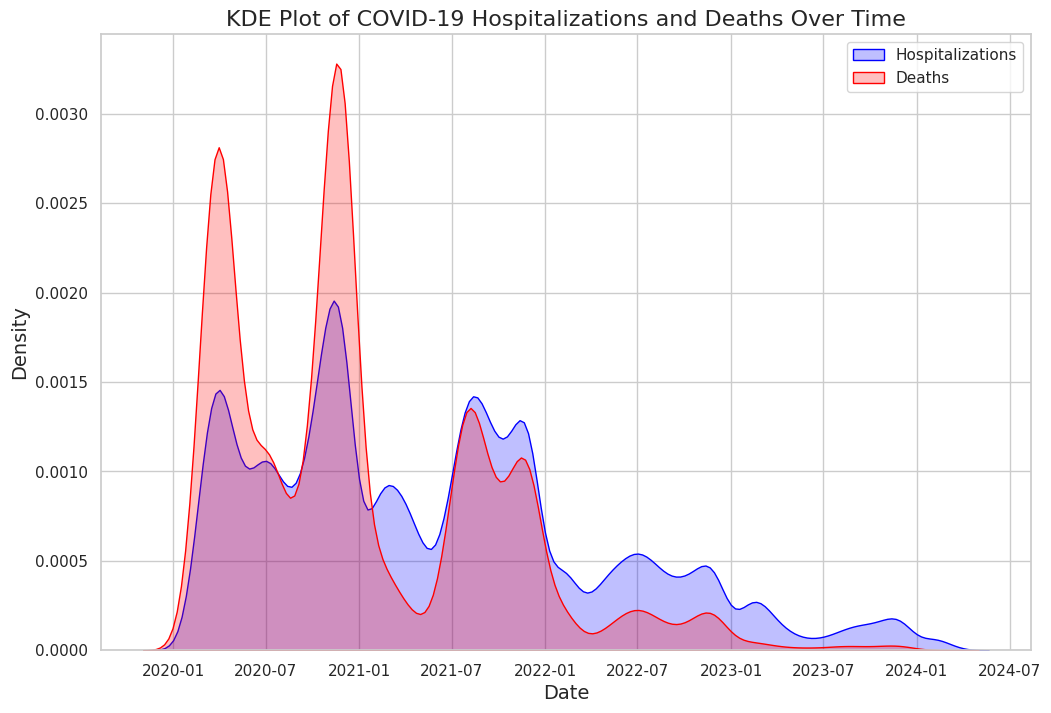 KDE Plot of COVID-19 Hospitalizations and Deaths Over Time
Hospitalizations
Deaths
Density
0.0030
0.0025
0.0020
0.0015
0.0010
0.0005
0.0000
2020-01 2020-07 2021-01 2021-07 2022-01 2022-07 2023-01 2023-07 2024-01 2024-07
Date